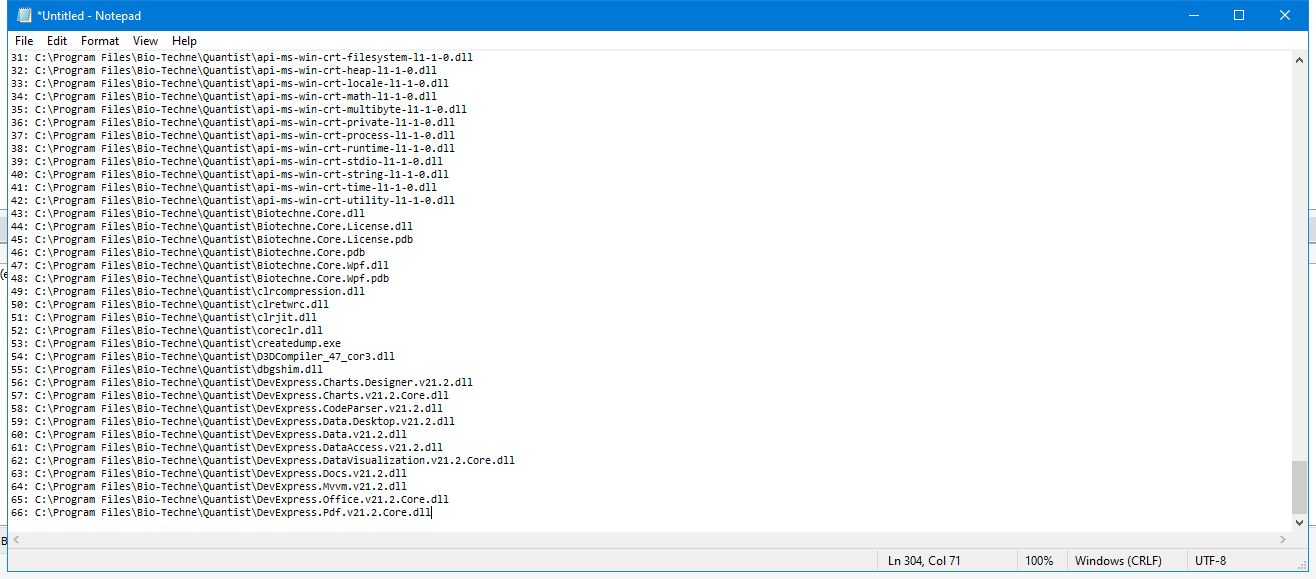 *Untitled - Notepad
File Edit Format View Help
31: C:\Program Files\Bio-Techne\Quantist\api-ms-win-crt-filesystem-l1-1-0.dll
32: C:\Program Files\Bio-Techne\Quantist\api-ms-win-crt-heap-l1-1-0.dll
33: C:\Program Files\Bio-Techne\Quantist\api-ms-win-crt-locale-l1-1-0.dll
34: C:\Program Files\Bio-Techne\Quantist\api-ms-win-crt-math-l1-1-0.dll
35: C:\Program Files\Bio-Techne\Quantist\api-ms-win-crt-multibyte-l1-1-0.dll
36: C:\Program Files\Bio-Techne\Quantist\api-ms-win-crt-private-l1-1-0.dll
37: C:\Program Files\Bio-Techne\Quantist\api-ms-win-crt-process-l1-1-0.dll
38: C:\Program Files\Bio-Techne\Quantist\api-ms-win-crt-runtime-l1-1-0.dll
39: C:\Program Files\Bio-Techne\Quantist\api-ms-win-crt-stdio-l1-1-0.dll
40: C:\Program Files\Bio-Techne\Quantist\api-ms-win-crt-string-l1-1-0.dll
41: C:\Program Files\Bio-Techne\Quantist\api-ms-win-crt-time-l1-1-0.dll
42: C:\Program Files\Bio-Techne\Quantist\api-ms-win-crt-utility-l1-1-0.dll
43: C:\Program Files\Bio-Techne\Quantist\Biotechne.Core.dll
44: C:\Program Files\Bio-Techne\Quantist\Biotechne.Core.License.dll
45: C:\Program Files\Bio-Techne\Quantist\Biotechne.Core.License.pdb
46: C:\Program Files\Bio-Techne\Quantist\Biotechne.Core.pdb
47: C:\Program Files\Bio-Techne\Quantist\Biotechne.Core.Wpf.dll
48: C:\Program Files\Bio-Techne\Quantist\Biotechne.Core.Wpf.pdb
49: C:\Program Files\Bio-Techne\Quantist\clrcompression.dll
50: C:\Program Files\Bio-Techne\Quantist\clretwrc.dll
51: C:\Program Files\Bio-Techne\Quantist\clrjit.dll
52: C:\Program Files\Bio-Techne\Quantist\coreclr.dll
53: C:\Program Files\Bio-Techne\Quantist\createdump.exe
54: C:\Program Files\Bio-Techne\Quantist\D3DCompiler_47_cor3.dll
55: C:\Program Files\Bio-Techne\Quantist\dbgshim.dll
56: C:\Program Files\Bio-Techne\Quantist\DevExpress.Charts.Designer.v21.2.dll
57: C:\Program Files\Bio-Techne\Quantist\DevExpress.Charts.v21.2.Core.dll
58: C:\Program Files\Bio-Techne\Quantist\DevExpress.CodeParser.v21.2.dll
59: C:\Program Files\Bio-Techne\Quantist\DevExpress.Data.Desktop.v21.2.dll
60: C:\Program Files\Bio-Techne\Quantist\DevExpress.Data.v21.2.dll
61: C:\Program Files\Bio-Techne\Quantist\DevExpress.DataAccess.v21.2.dll
62: C:\Program Files\Bio-Techne\Quantist\DevExpress.DataVisualization.v21.2.Core.dll
63: C:\Program Files\Bio-Techne\Quantist\DevExpress.Docs.v21.2.dll
64: C:\Program Files\Bio-Techne\Quantist\DevExpress.Mvvm.v21.2.dll
65: C:\Program Files\Bio-Techne\Quantist\DevExpress.Office.v21.2.Core.dll
66: C:\Program Files\Bio-Techne\Quantist\DevExpress.Pdf.v21.2.Core.dll
Ln 304, Col 71 100% Windows (CRLF) UTF-8